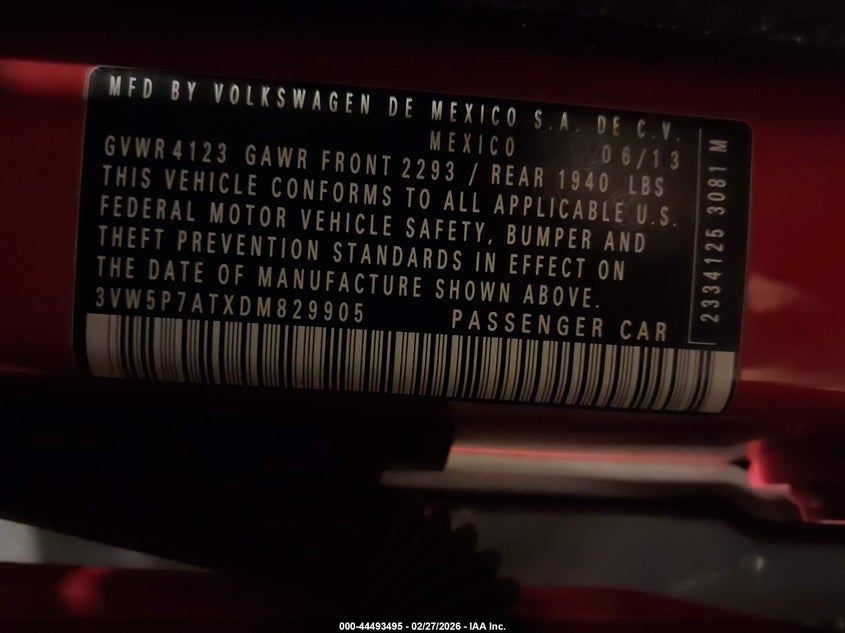 MFD BY VOLKSWAGEN DE MEXICO S.A. DE C.V.
MEXICO 06/13
GVWR 4123 GAWR FRONT 2293 / REAR 1940 LBS
THIS VEHICLE CONFORMS TO ALL APPLICABLE U.S.
FEDERAL MOTOR VEHICLE SAFETY, BUMPER AND
THEFT PREVENTION STANDARDS IN EFFECT ON
THE DATE OF MANUFACTURE SHOWN ABOVE.
3VW5P7ATXDM829905 PASSENGER CAR
2334125 3081 M
000-44493495 - 02/27/2026 - IAA Inc.